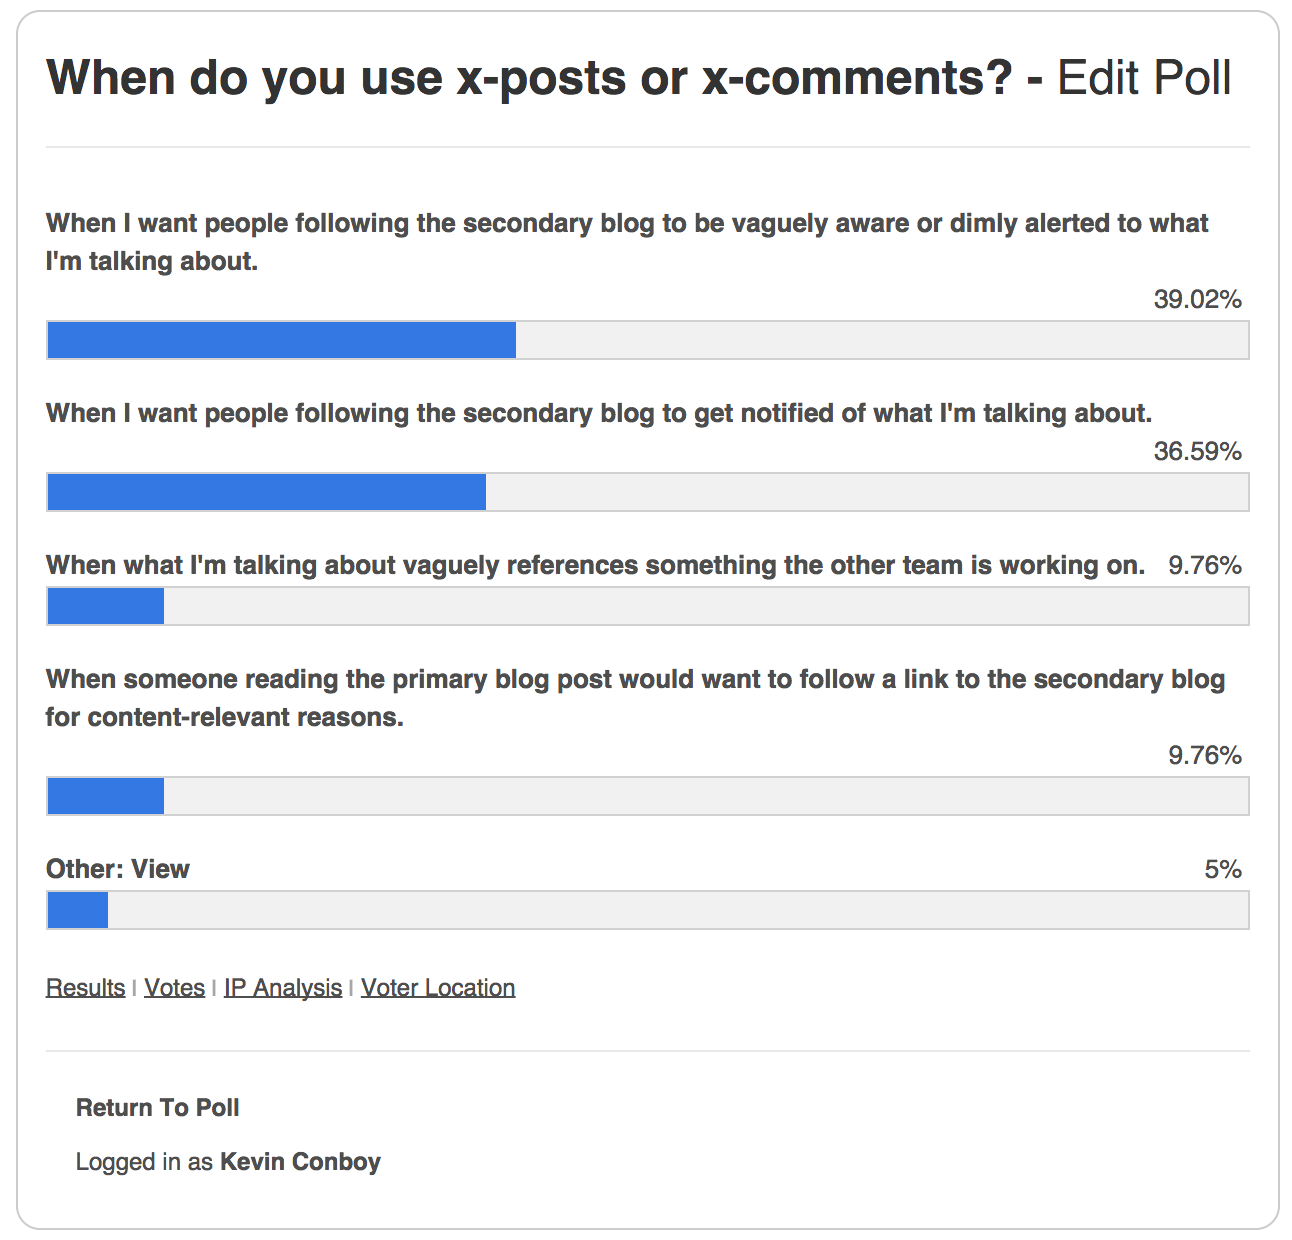 When do you use x-posts or x-comments? - Edit Poll
When I want people following the secondary blog to be vaguely aware or dimly alerted to what
I'm talking about.
39.02%
When I want people following the secondary blog to get notified of what I'm talking about.
36.59%
When what I'm talking about vaguely references something the other team is working on. 9.76%
When someone reading the primary blog post would want to follow a link to the secondary blog
for content-relevant reasons.
9.76%
Other: View 5%
Results | Votes | IP Analysis | Voter Location
Return To Poll
Logged in as Kevin Conboy